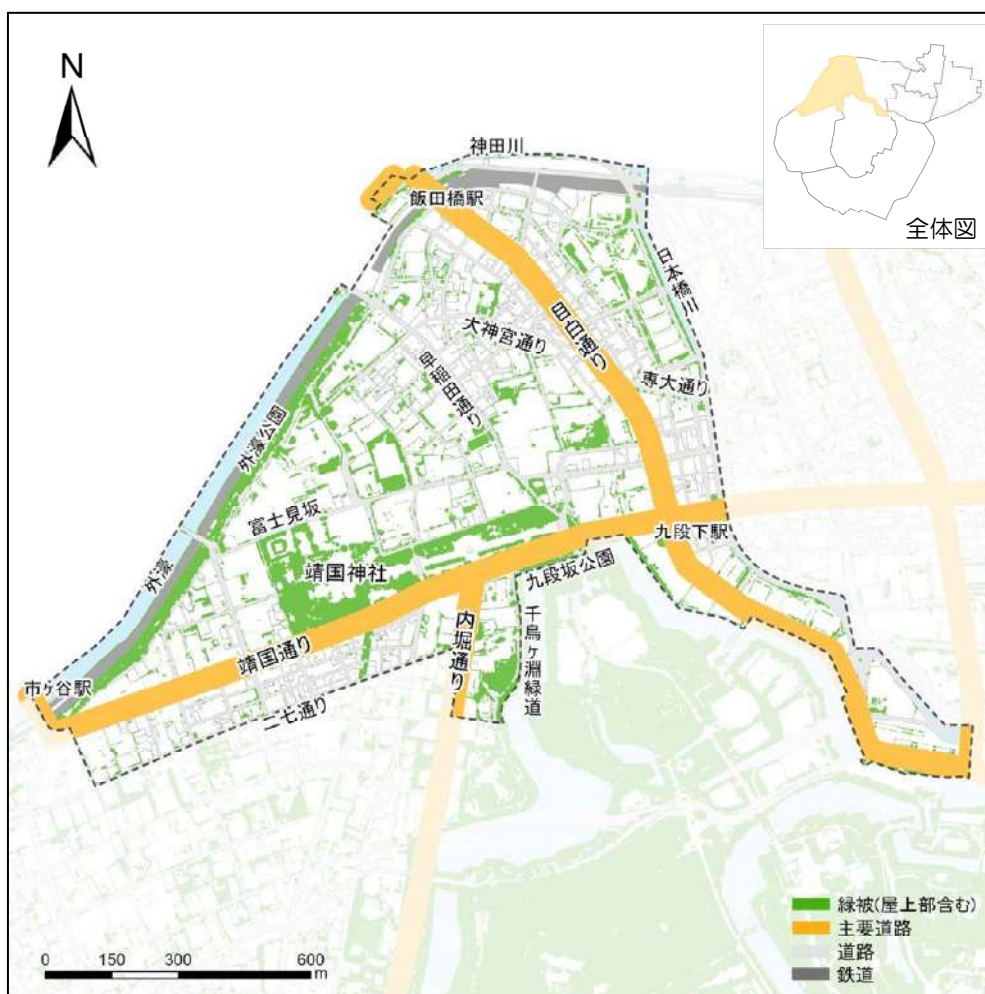 N
全体図
神田川
飯田橋駅
日本橋川
目白通り
大神宮通り
早稲田通り
専大通り
外濠公園
富士見坂
九段下駅
靖国神社
九段坂公園
外濠
千鳥ヶ淵緑道
内堀通り
靖国通り
市ヶ谷駅
二七通り
緑被(屋上部含む)
主要道路
道路
鉄道
0 150 300 600
m